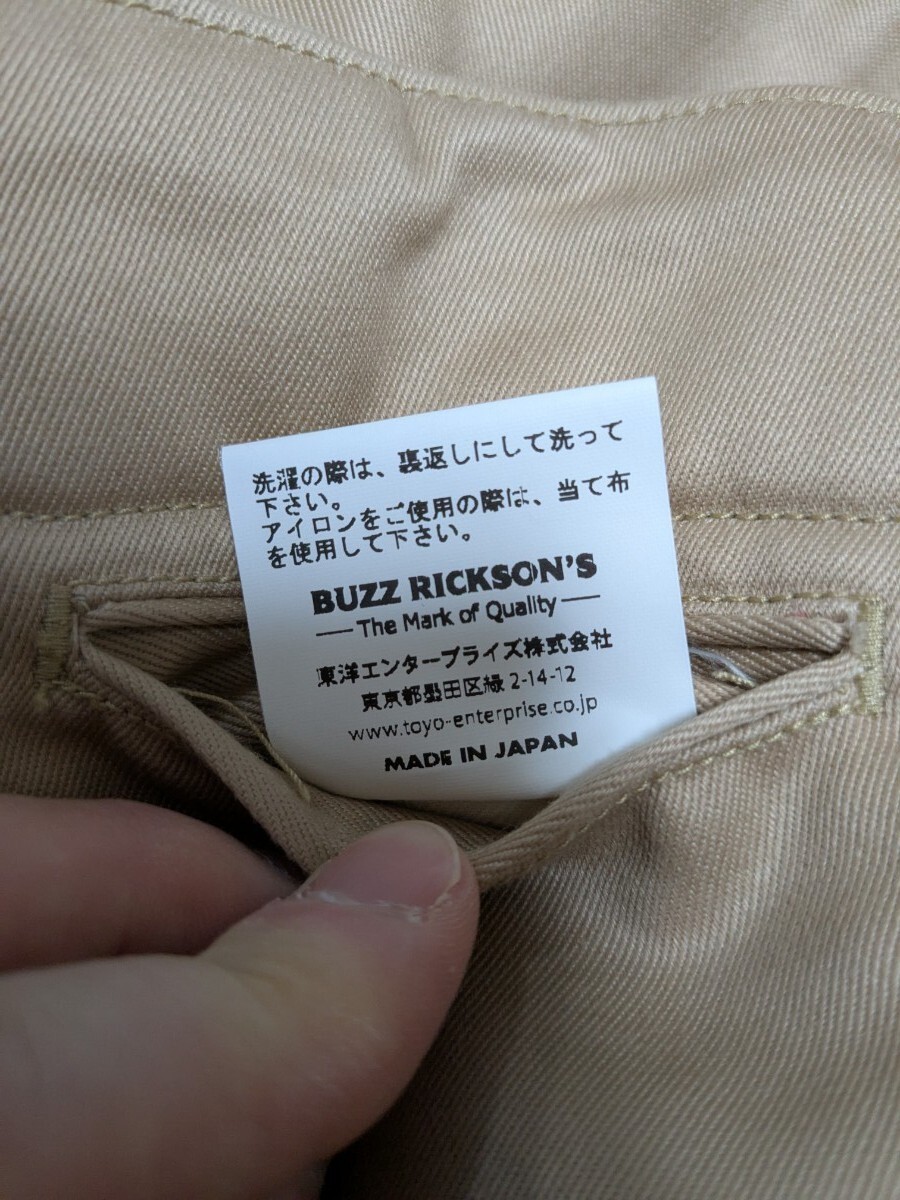 洗濯の際は、裏返しにして洗って
下さい。
アイロンをご使用の際は、当て布
を使用して下さい。
BUZZ RICKSON'S
The Mark of Quality
東洋エンタープライズ株式会社
東京都墨田区緑 2-14-12
www.toyo-enterprise.co.jp
MADE IN JAPAN